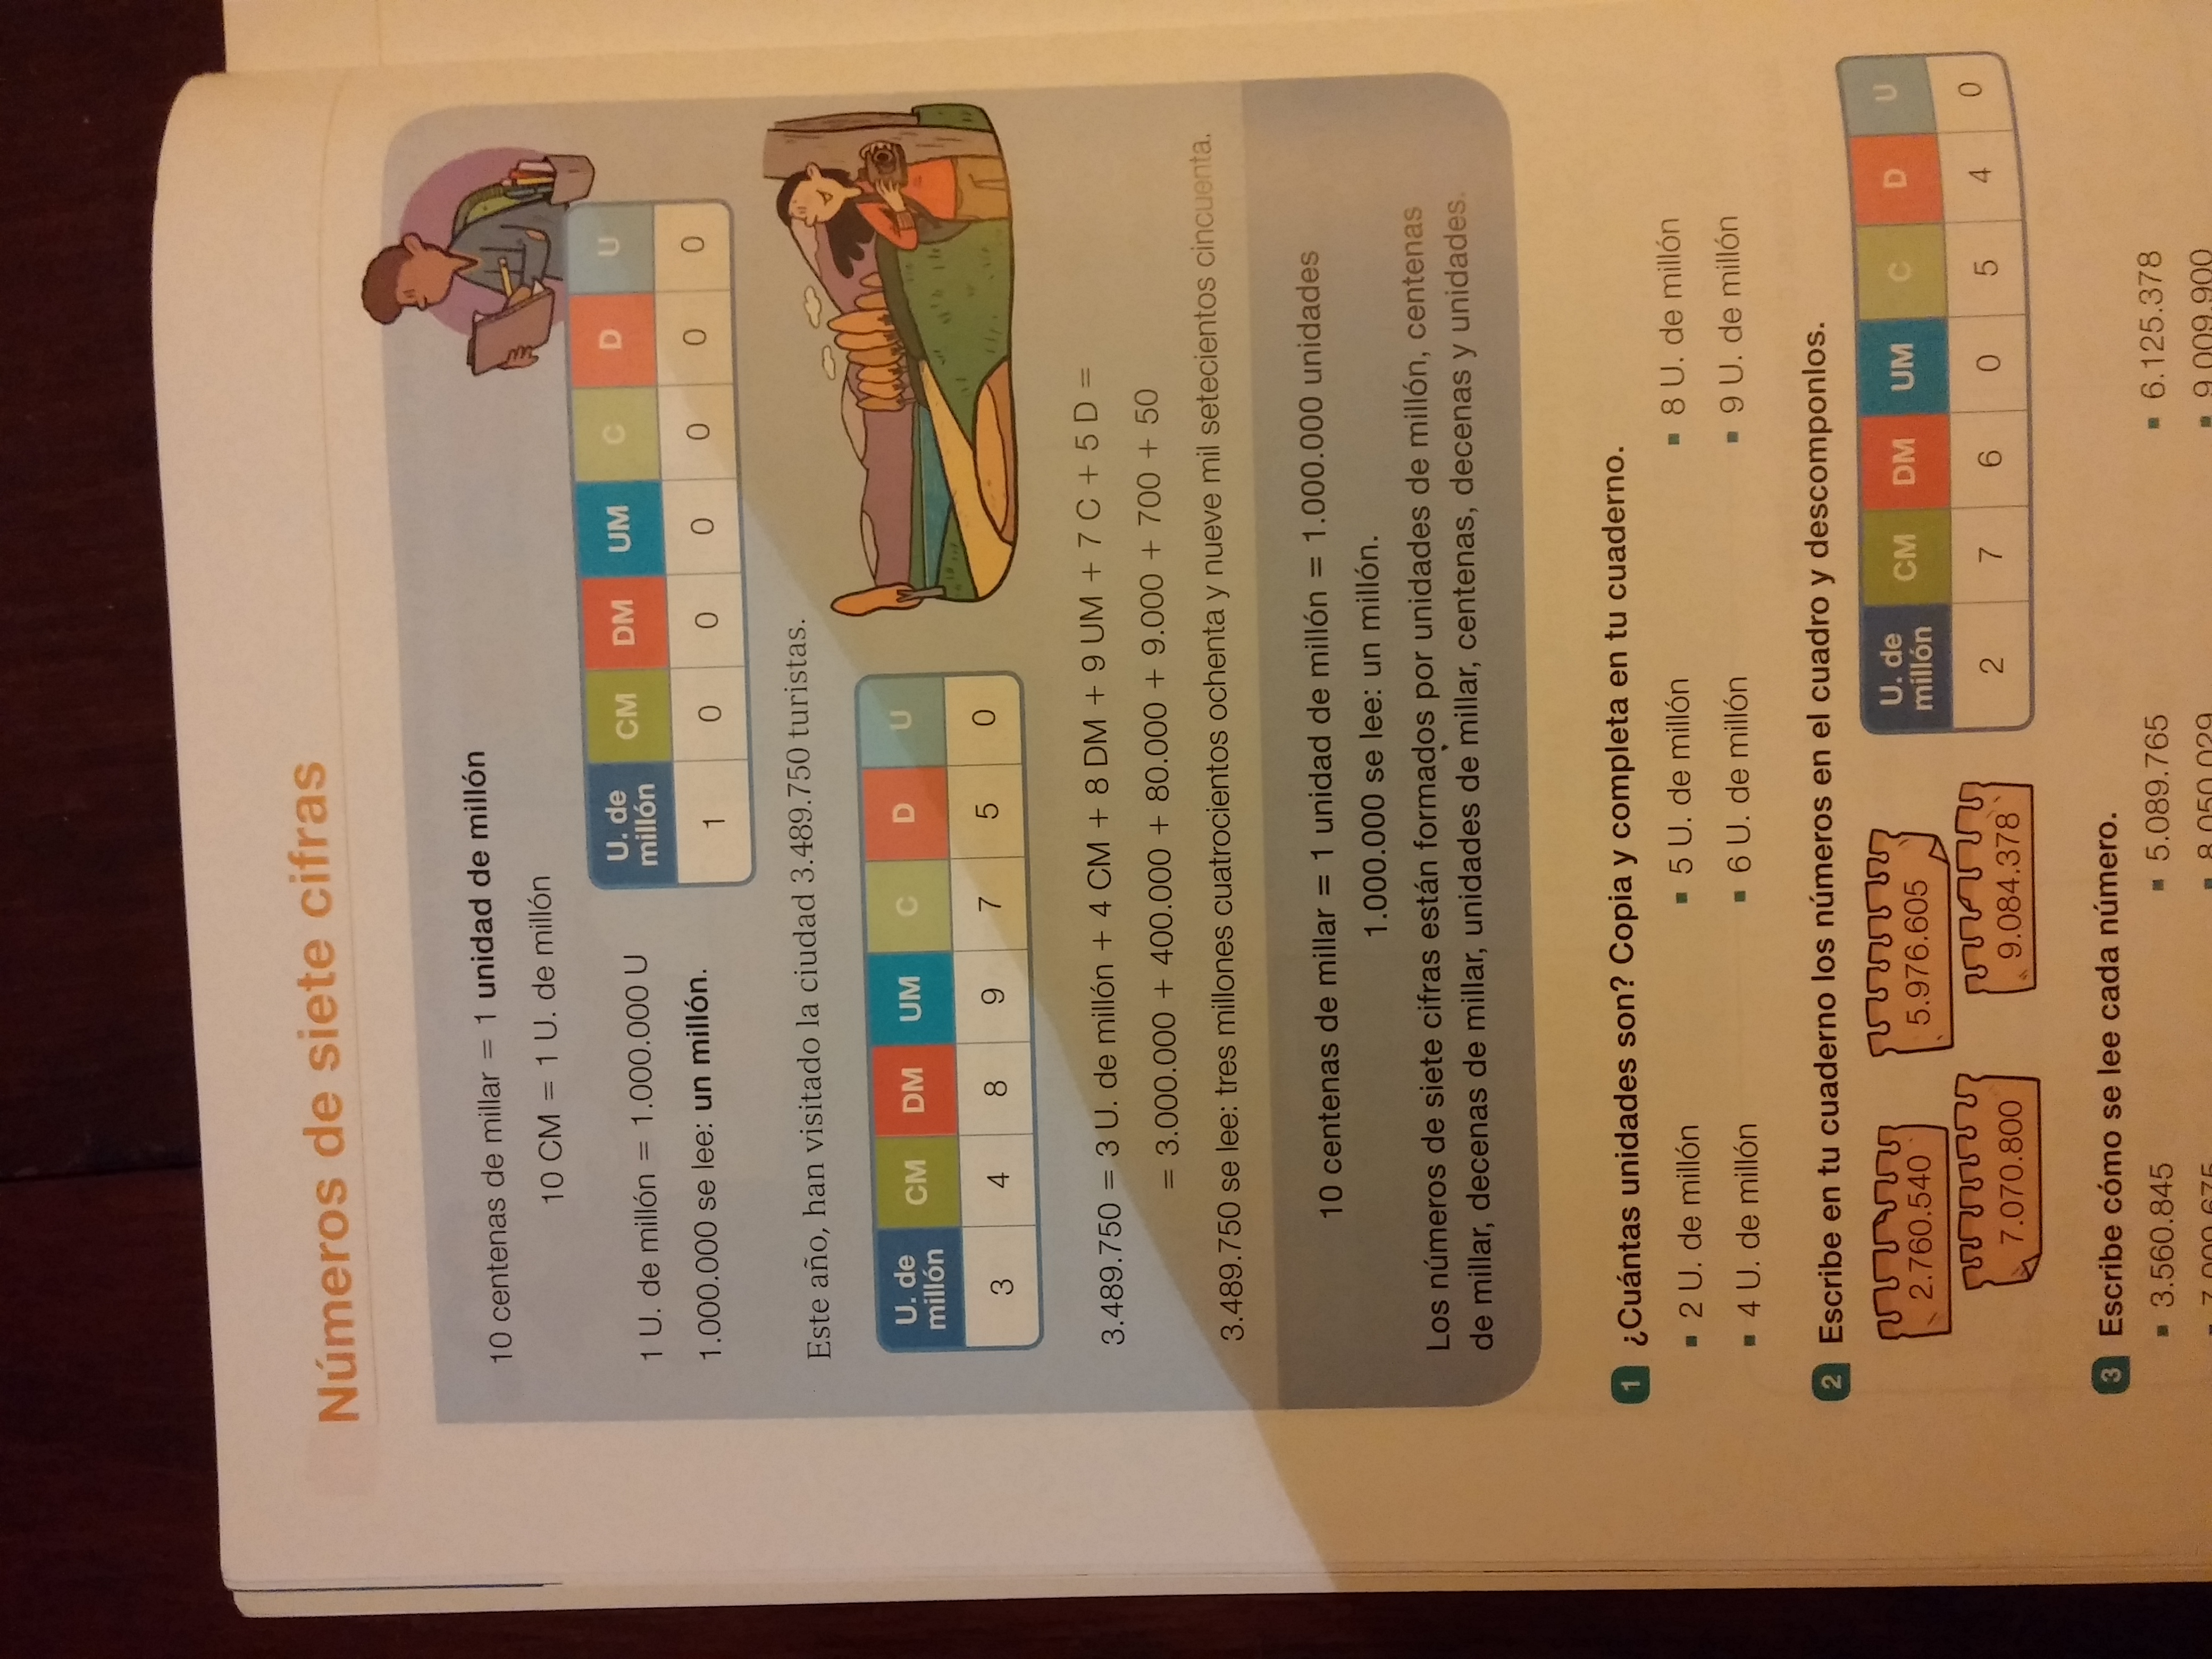 Números de siete cifras
10 centenas de millar = 1 unidad de millón
10 CM = 1 U. de millón
1 U. de millón = 1.000.000 U
1.000.000 se lee: un millón.
U. de millón CM DM UM C D U
1 0 0 0 0 0 0
Este año, han visitado la ciudad 3.489.750 turistas.
U. de millón CM DM UM C D U
3 4 8 9 7 5 0
3.489.750 = 3 U. de millón + 4 CM + 8 DM + 9 UM + 7 C + 5 D =
= 3.000.000 + 400.000 + 80.000 + 9.000 + 700 + 50
3.489.750 se lee: tres millones cuatrocientos ochenta y nueve mil setecientos cincuenta.
10 centenas de millar = 1 unidad de millón = 1.000.000 unidades
1.000.000 se lee: un millón.
Los números de siete cifras están formados por unidades de millón, centenas
de millar, decenas de millar, unidades de millar, centenas, decenas y unidades.
1 ¿Cuántas unidades son? Copia y completa en tu cuaderno.
▪ 2 U. de millón ▪ 5 U. de millón ▪ 8 U. de millón
▪ 4 U. de millón ▪ 6 U. de millón ▪ 9 U. de millón
2 Escribe en tu cuaderno los números en el cuadro y descomponlos.
2.760.540 5.976.605
7.070.800 9.084.378
U. de millón CM DM UM C D U
2 7 6 0 5 4 0
3 Escribe cómo se lee cada número.
▪ 3.560.845 ▪ 5.089.765 ▪ 6.125.378
▪ 7.009.675 ▪ 8.050.029 ▪ 9.009.900